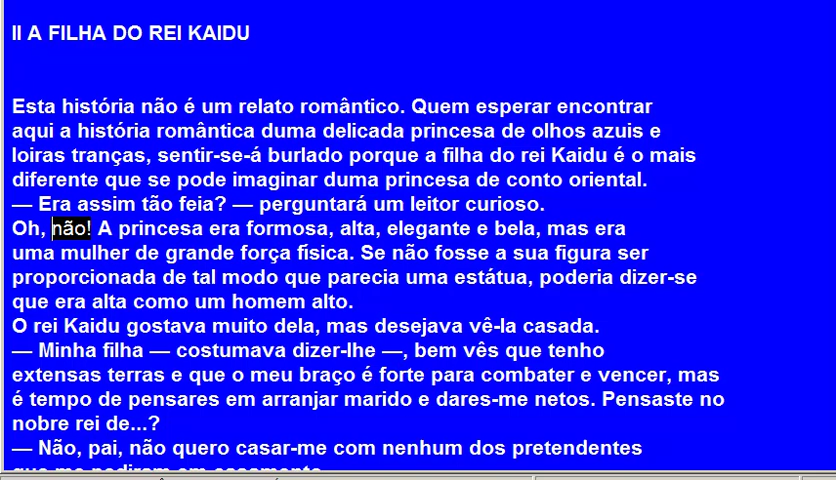 II A FILHA DO REI KAIDU
Esta história não é um relato romântico. Quem esperar encontrar
aqui a história romântica duma delicada princesa de olhos azuis e
loiras tranças, sentir-se-á burlado porque a filha do rei Kaidu é o mais
diferente que se pode imaginar duma princesa de conto oriental.
— Era assim tão feia? — perguntará um leitor curioso.
Oh, não! A princesa era formosa, alta, elegante e bela, mas era
uma mulher de grande força física. Se não fosse a sua figura ser
proporcionada de tal modo que parecia uma estátua, poderia dizer-se
que era alta como um homem alto.
O rei Kaidu gostava muito dela, mas desejava vê-la casada.
— Minha filha — costumava dizer-lhe —, bem vês que tenho
extensas terras e que o meu braço é forte para combater e vencer, mas
é tempo de pensares em arranjar marido e dares-me netos. Pensaste no
nobre rei de...?
— Não, pai, não quero casar-me com nenhum dos pretendentes
que me pediram em casamento